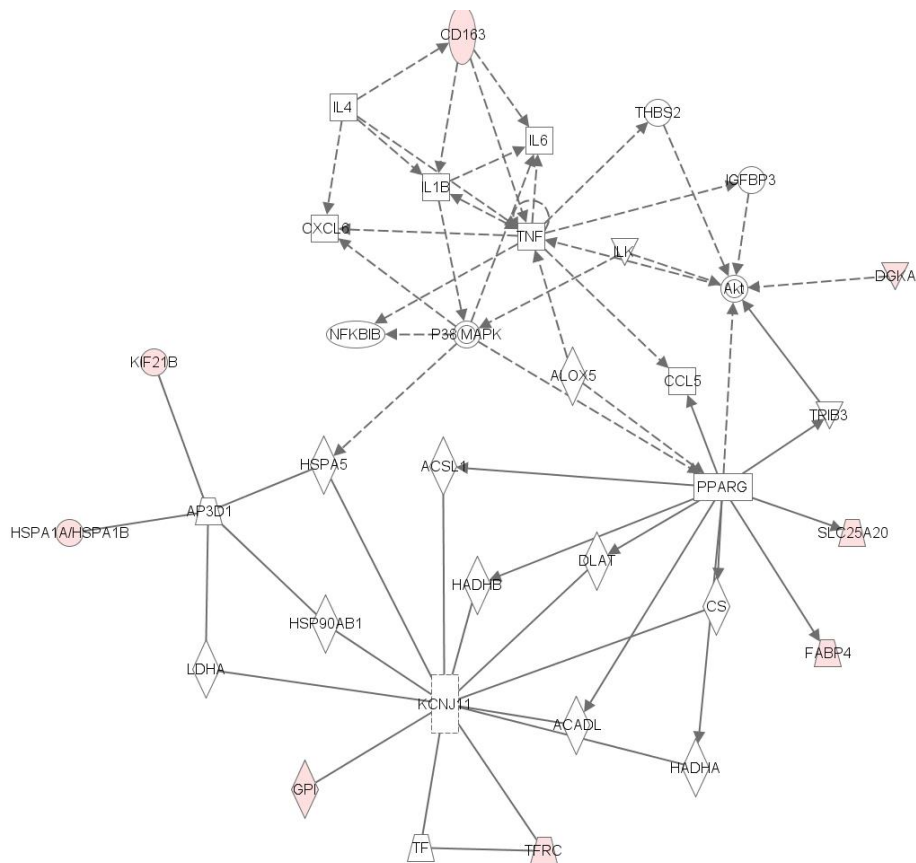 CD163
IL4
THBS2
IL6
IGFBP3
IL1B
CXCL6
TNF
ILK
DGKA
Akt
NFKBIB
P38 MAPK
KIF21B
ALOX5
CCL5
TRIB3
HSPA5
ACSL1
PPARG
AP3D1
HSPA1A/HSPA1B
SLC25A20
DLAT
HADHB
CS
HSP90AB1
FABP4
LDHA
KCNJ11
ACADL
HADHA
GPI
TF
TFRC